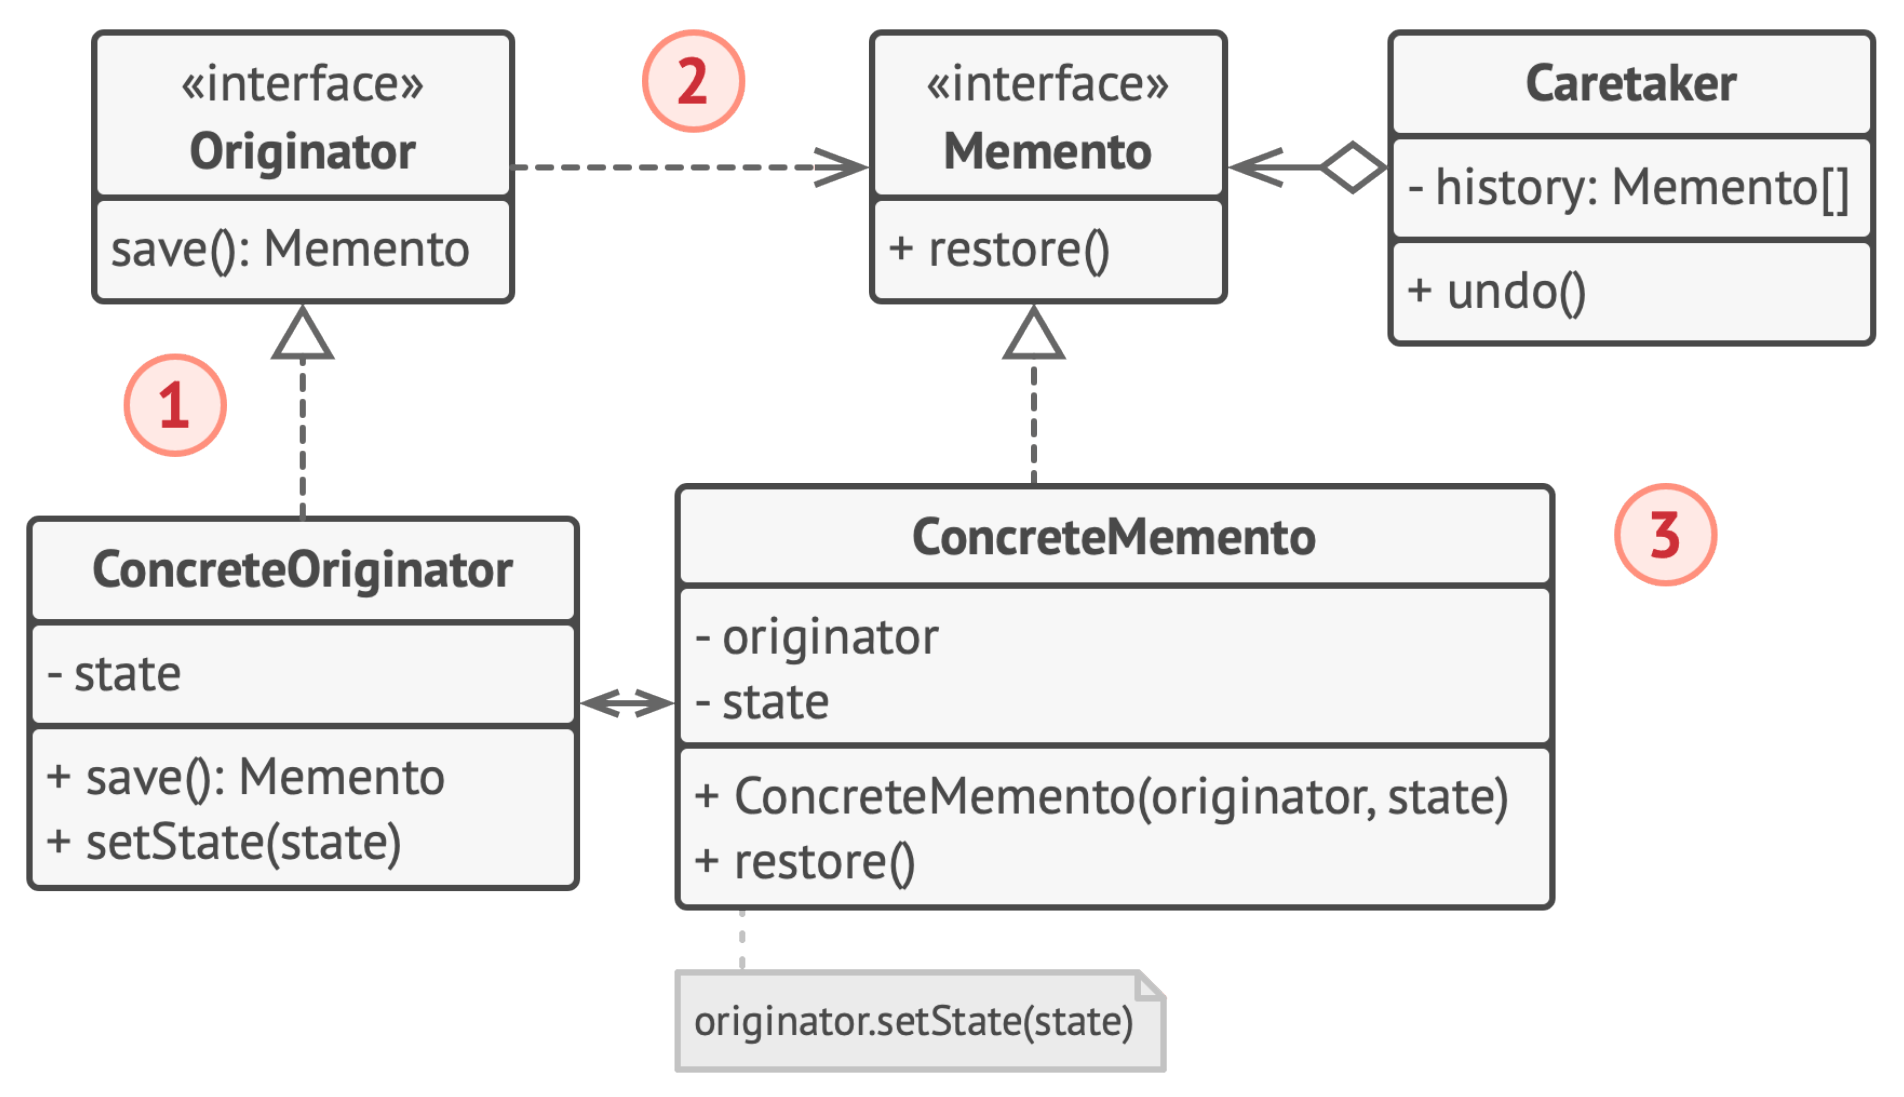 «interface»
Originator
save(): Memento
2
«interface»
Memento
+ restore()
Caretaker
- history: Memento[]
+ undo()
1
ConcreteOriginator
- state
+ save(): Memento
+ setState(state)
ConcreteMemento
- originator
- state
+ ConcreteMemento(originator, state)
+ restore()
3
originator.setState(state)